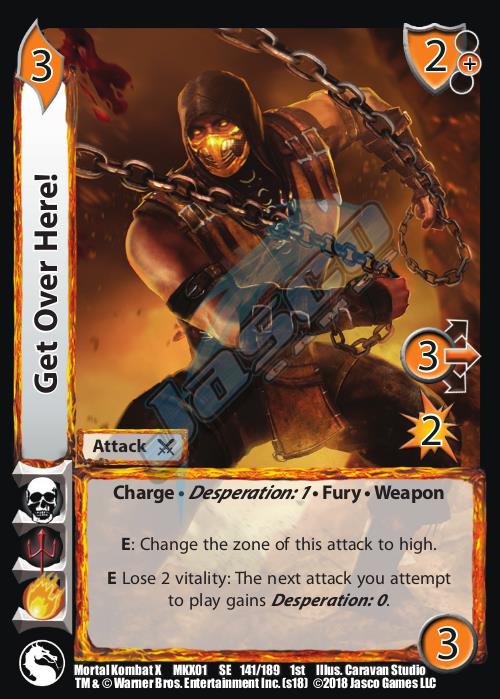 3
2
+
Get Over Here!
Jasco
3
2
Attack
Charge • Desperation: 1 • Fury • Weapon
E: Change the zone of this attack to high.
E Lose 2 vitality: The next attack you attempt
to play gains Desperation: 0.
3
Mortal Kombat X MKX01 SE 141/189 1st Illus. Caravan Studio
TM & © Warner Bros. Entertainment Inc. (s18) ©2018 Jasco Games LLC